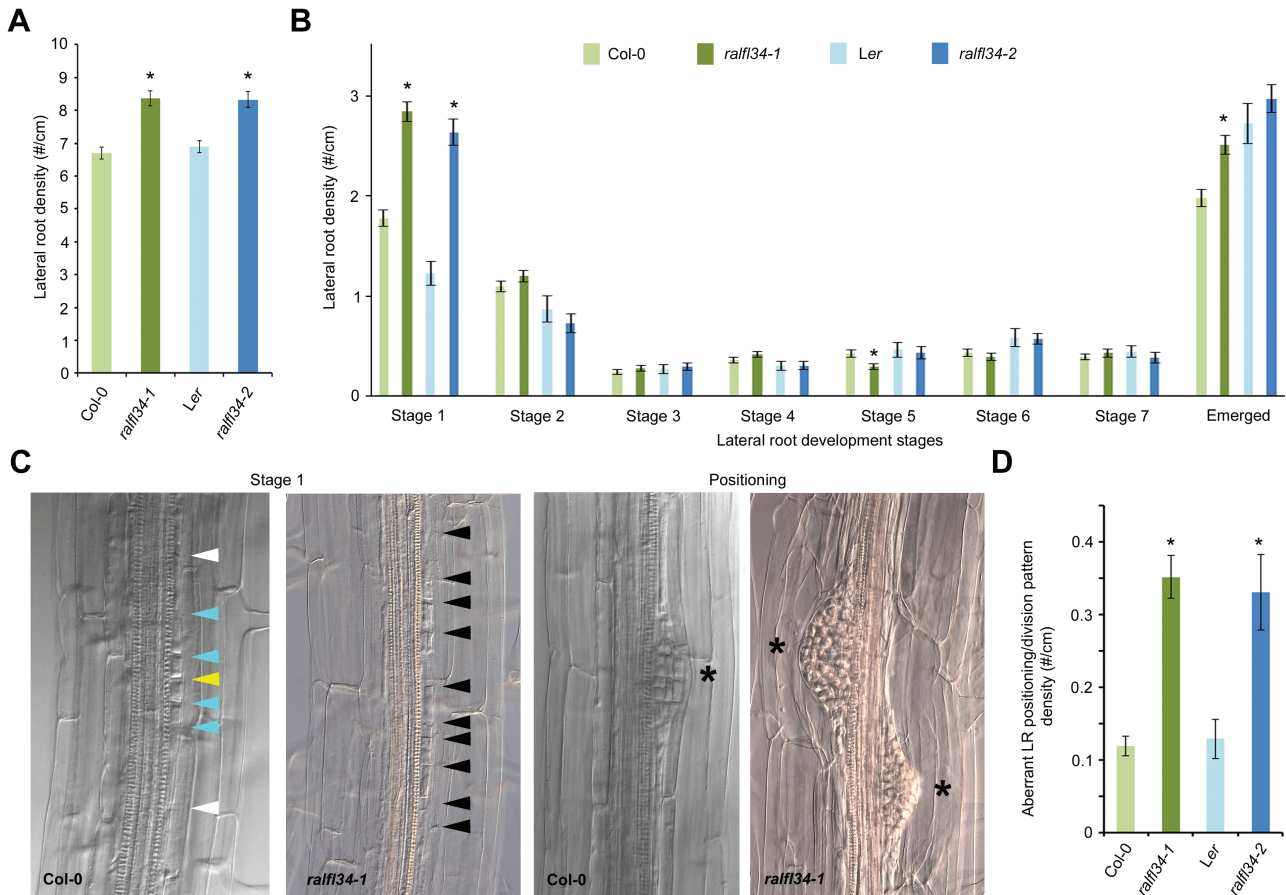 A
10
9
8
7
6
5
4
3
2
1
0
Lateral root density (#/cm)
*
*
Col-0
ralfl34-1
Ler
ralfl34-2
B
Col-0
ralfl34-1
Ler
ralfl34-2
3
2
1
0
Lateral root density (#/cm)
*
*
*
*
Stage 1
Stage 2
Stage 3
Stage 4
Stage 5
Stage 6
Stage 7
Emerged
Lateral root development stages
C
Stage 1
Positioning
Col-0
ralfl34-1
*
Col-0
*
*
ralfl34-1
D
0.4
0.3
0.2
0.1
0
Aberrant LR positioning/division pattern
density (#/cm)
*
*
Col-0
ralfl34-1
Ler
ralfl34-2